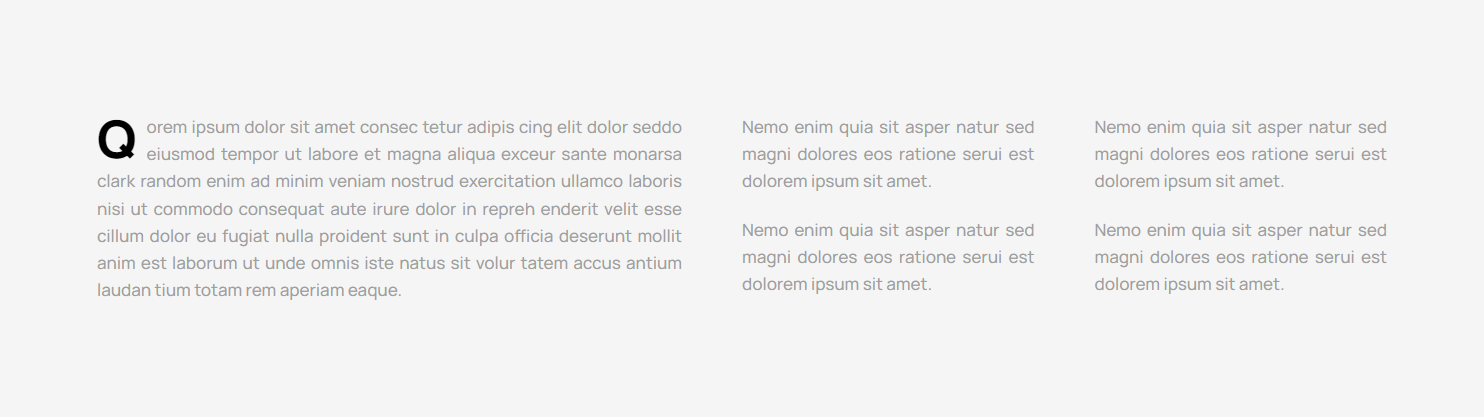 Qorem ipsum dolor sit amet consec tetur adipis cing elit dolor seddo
eiusmod tempor ut labore et magna aliqua exceur sante monarsa
clark random enim ad minim veniam nostrud exercitation ullamco laboris
nisi ut commodo consequat aute irure dolor in repreh enderit velit esse
cillum dolor eu fugiat nulla proident sunt in culpa officia deserunt mollit
anim est laborum ut unde omnis iste natus sit volur tatem accus antium
laudan tium totam rem aperiam eaque.
Nemo enim quia sit asper natur sed
magni dolores eos ratione serui est
dolorem ipsum sit amet.
Nemo enim quia sit asper natur sed
magni dolores eos ratione serui est
dolorem ipsum sit amet.
Nemo enim quia sit asper natur sed
magni dolores eos ratione serui est
dolorem ipsum sit amet.
Nemo enim quia sit asper natur sed
magni dolores eos ratione serui est
dolorem ipsum sit amet.